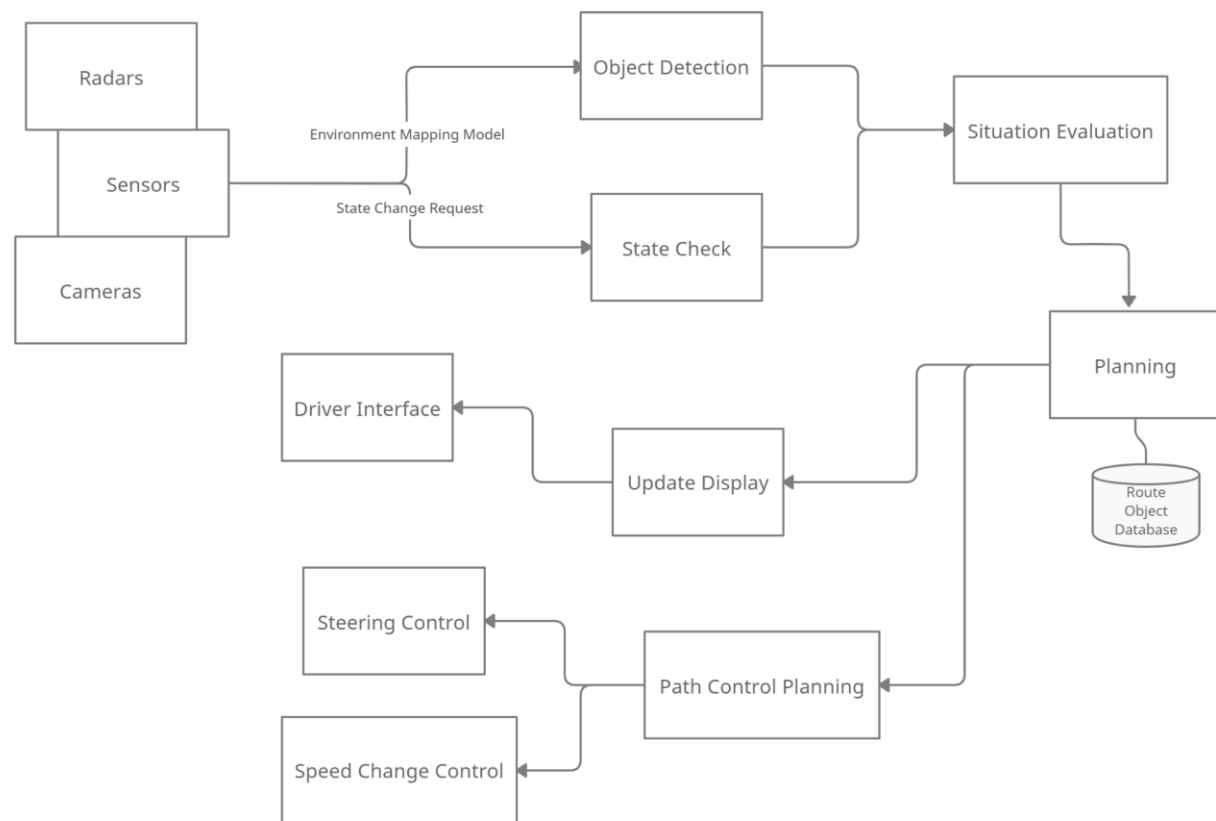 Radars
Object Detection
Environment Mapping Model
Situation Evaluation
Sensors
State Change Request
State Check
Cameras
Planning
Driver Interface
Update Display
Route
Object
Database
Steering Control
Path Control Planning
Speed Change Control